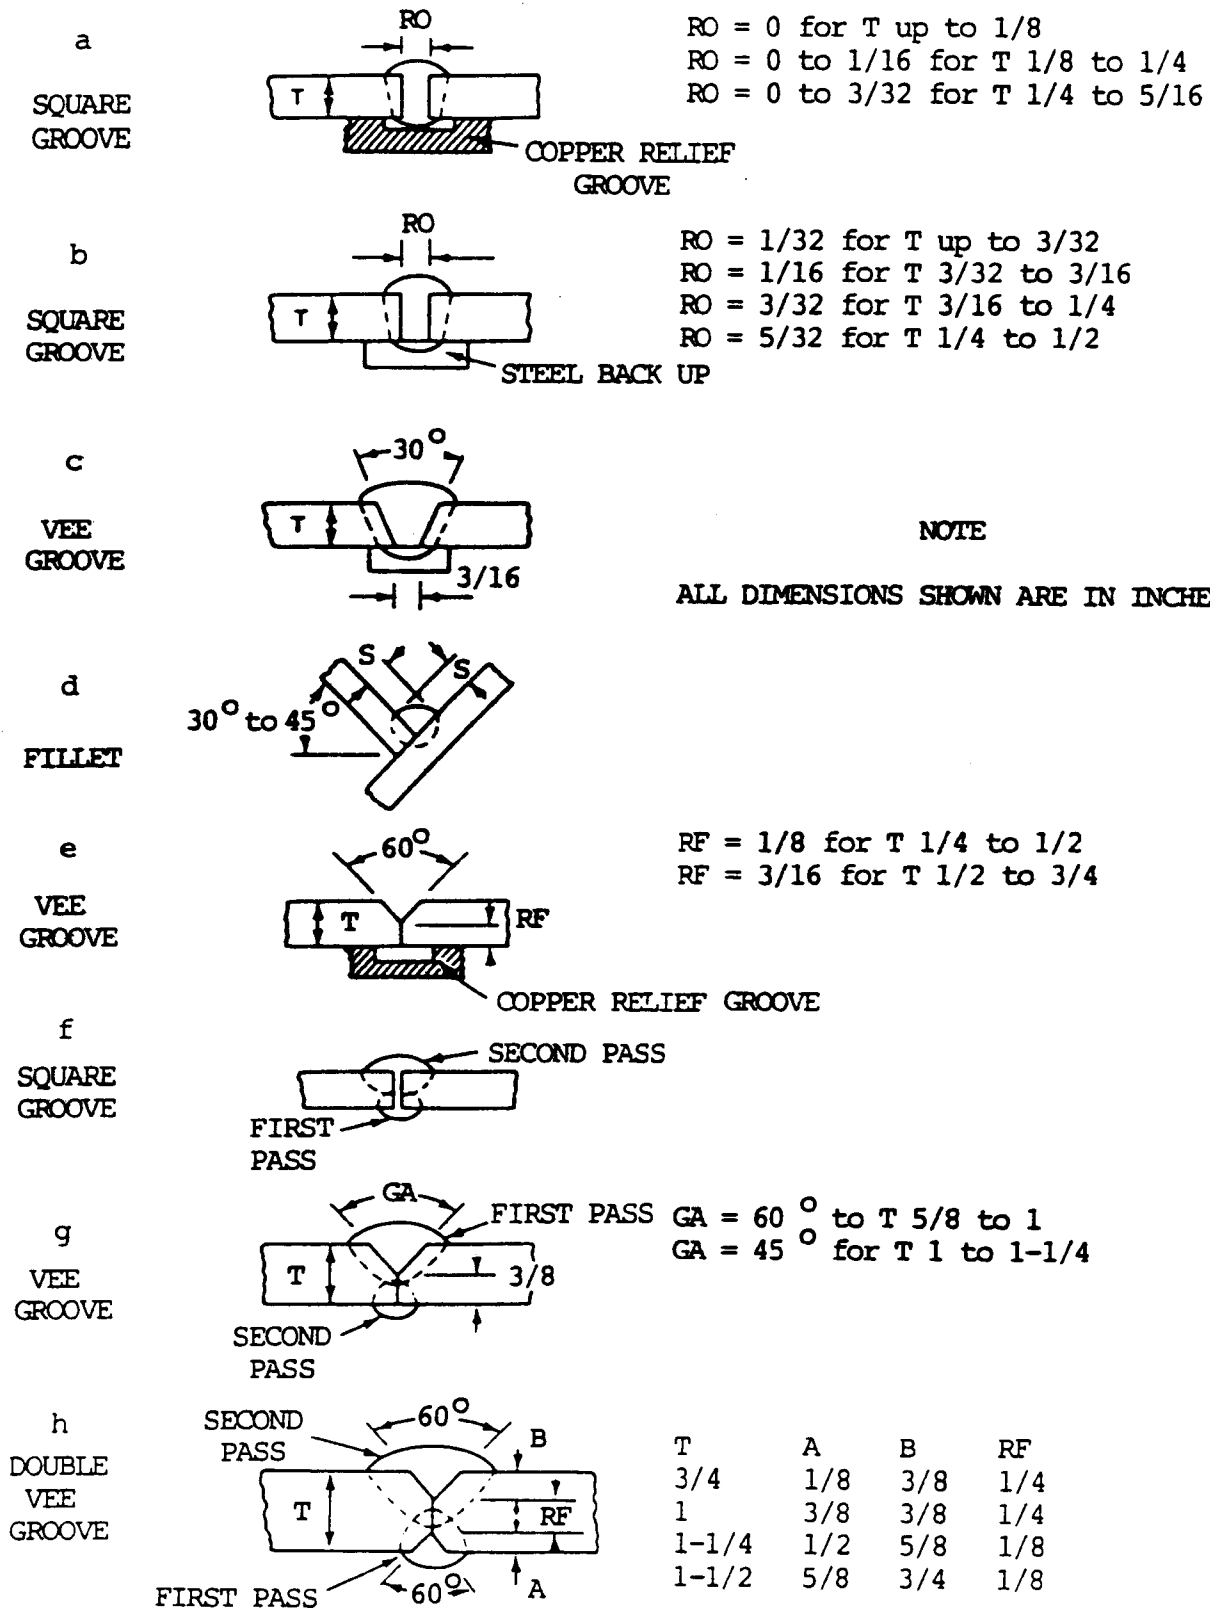 a
SQUARE
GROOVE
RO
T
COPPER RELIEF
GROOVE
RO = 0 for T up to 1/8
RO = 0 to 1/16 for T 1/8 to 1/4
RO = 0 to 3/32 for T 1/4 to 5/16
b
SQUARE
GROOVE
RO
T
STEEL BACK UP
RO = 1/32 for T up to 3/32
RO = 1/16 for T 3/32 to 3/16
RO = 3/32 for T 3/16 to 1/4
RO = 5/32 for T 1/4 to 1/2
c
VEE
GROOVE
30°
T
3/16
NOTE
ALL DIMENSIONS SHOWN ARE IN INCHE
d
FILLET
S
S
30° to 45°
e
VEE
GROOVE
60°
T
RF
COPPER RELIEF GROOVE
RF = 1/8 for T 1/4 to 1/2
RF = 3/16 for T 1/2 to 3/4
f
SQUARE
GROOVE
SECOND PASS
FIRST
PASS
g
VEE
GROOVE
GA
FIRST PASS
T
3/8
SECOND
PASS
GA = 60° to T 5/8 to 1
GA = 45° for T 1 to 1-1/4
h
DOUBLE
VEE
GROOVE
SECOND
PASS
60°
B
T
RF
FIRST PASS
60°
A
T A B RF
3/4 1/8 3/8 1/4
1 3/8 3/8 1/4
1-1/4 1/2 5/8 1/8
1-1/2 5/8 3/4 1/8